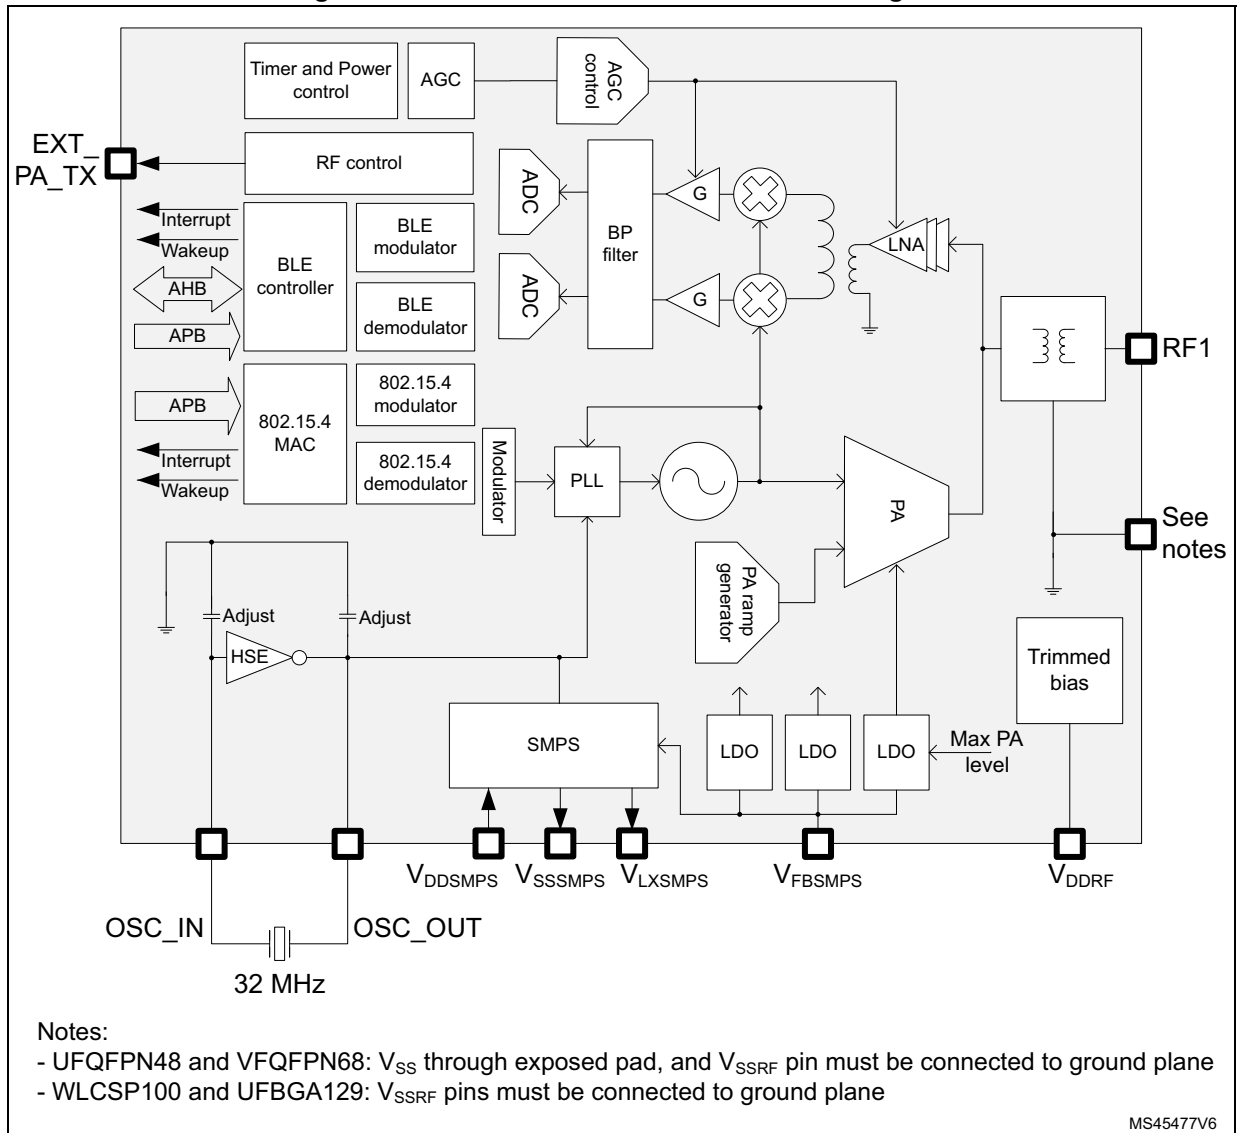 Timer and Power
control
AGC
AGC
control
EXT_
PA_TX
RF control
ADC
BP
filter
G
LNA
Interrupt
Wakeup
AHB
APB
BLE
controller
BLE
modulator
BLE
demodulator
ADC
G
RF1
APB
Interrupt
Wakeup
802.15.4
MAC
802.15.4
modulator
802.15.4
demodulator
Modulator
PLL
PA
See
notes
Adjust
Adjust
HSE
PA ramp
generator
Trimmed
bias
SMPS
LDO
LDO
LDO
Max PA
level
VDDSMPS
VSSSMPS
VLXSMPS
VFBSMPS
VDDRF
OSC_IN
OSC_OUT
32 MHz
Notes:
- UFQFPN48 and VFQFPN68: VSS through exposed pad, and VSSRF pin must be connected to ground plane
- WLCSP100 and UFBGA129: VSSRF pins must be connected to ground plane
MS45477V6